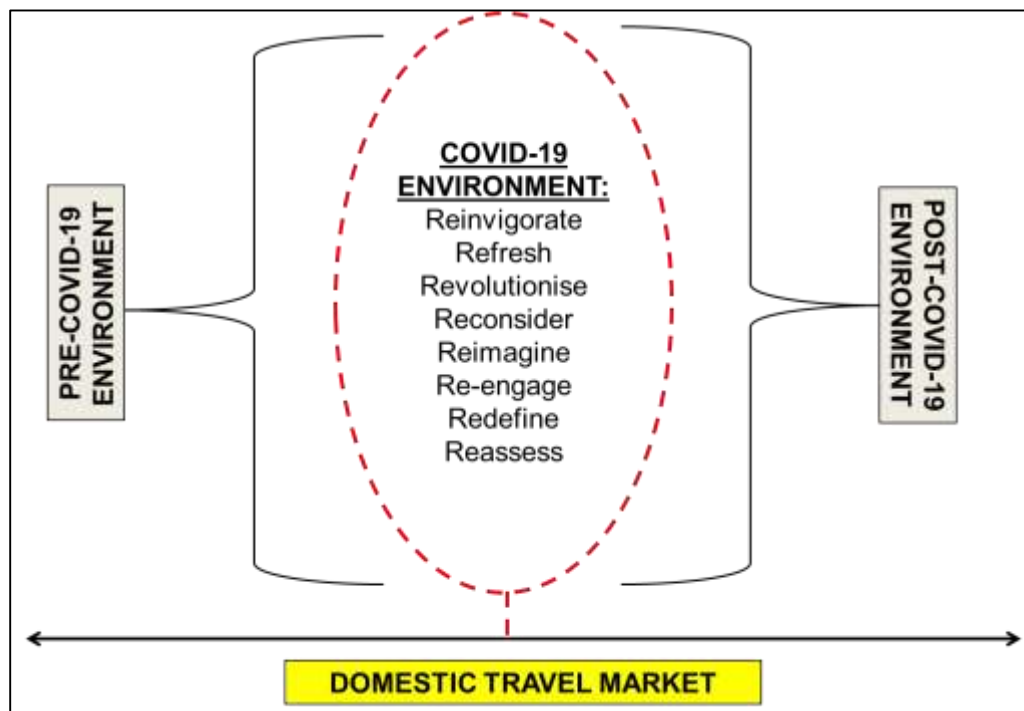 PRE-COVID-19
ENVIRONMENT
COVID-19
ENVIRONMENT:
Reinvigorate
Refresh
Revolutionise
Reconsider
Reimagine
Re-engage
Redefine
Reassess
POST-COVID-19
ENVIRONMENT
DOMESTIC TRAVEL MARKET